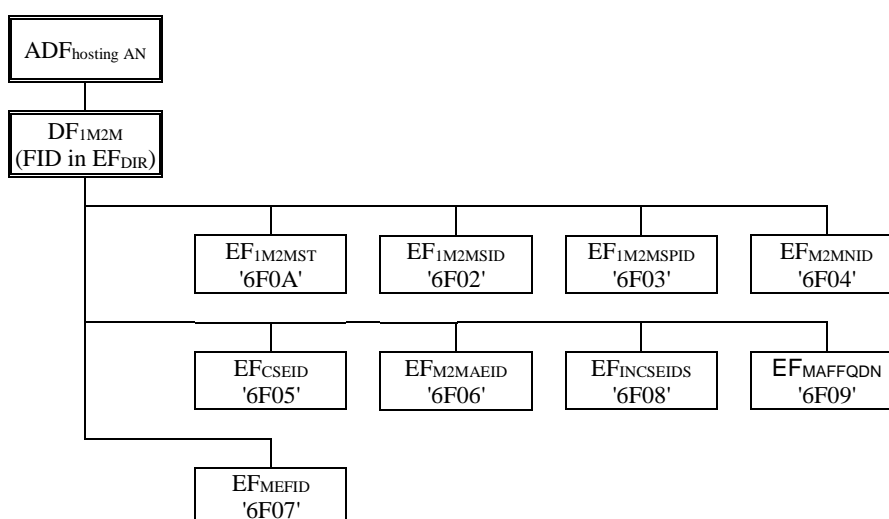 ADFhosting AN
DF1M2M
(FID in EFDIR)
EF1M2MST
'6F0A'
EF1M2MSID
'6F02'
EF1M2MSPID
'6F03'
EFM2MNID
'6F04'
EFCSEID
'6F05'
EFM2MAEID
'6F06'
EFINCSEIDS
'6F08'
EFMAFFQDN
'6F09'
EFMEFID
'6F07'